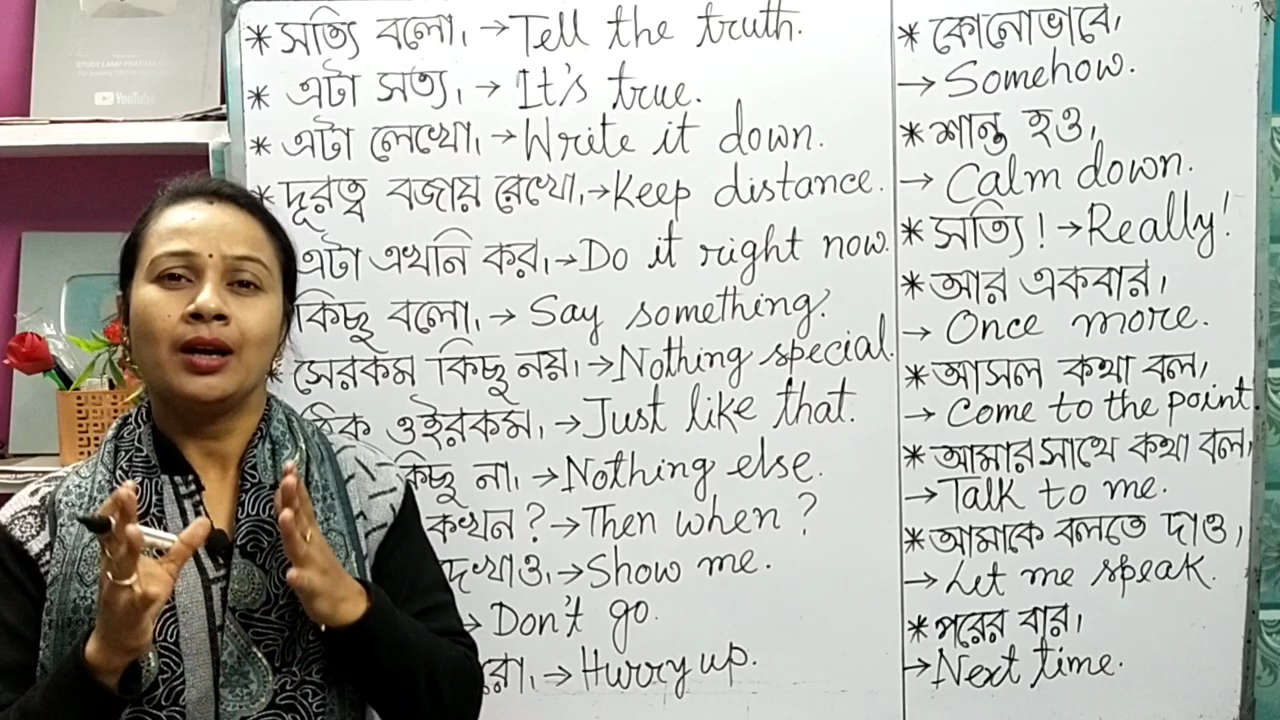 STUDY LAMP PRATIMA
YouTube
* সত্যি বলো। → Tell the truth.
* এটা সত্য। → It's true.
* এটা লেখো। → Write it down.
* দূরত্ব বজায় রেখো। → Keep distance.
এটা এখনি কর। → Do it right now.
কিছু বলো। → Say something.
সেরকম কিছু নয়। → Nothing special.
ঠিক ওইরকম। → Just like that.
কিছু না। → Nothing else.
কখন? → Then when?
দেখাও। → Show me.
→ Don't go.
→ Hurry up.
* কোনোভাবে।
→ Somehow.
* শান্ত হও।
→ Calm down.
* সত্যি! → Really!
* আর একবার।
→ Once more.
* আসল কথা বল।
→ Come to the point.
* আমার সাথে কথা বল।
→ Talk to me.
* আমাকে বলতে দাও।
→ Let me speak.
* পরের বার।
→ Next time.